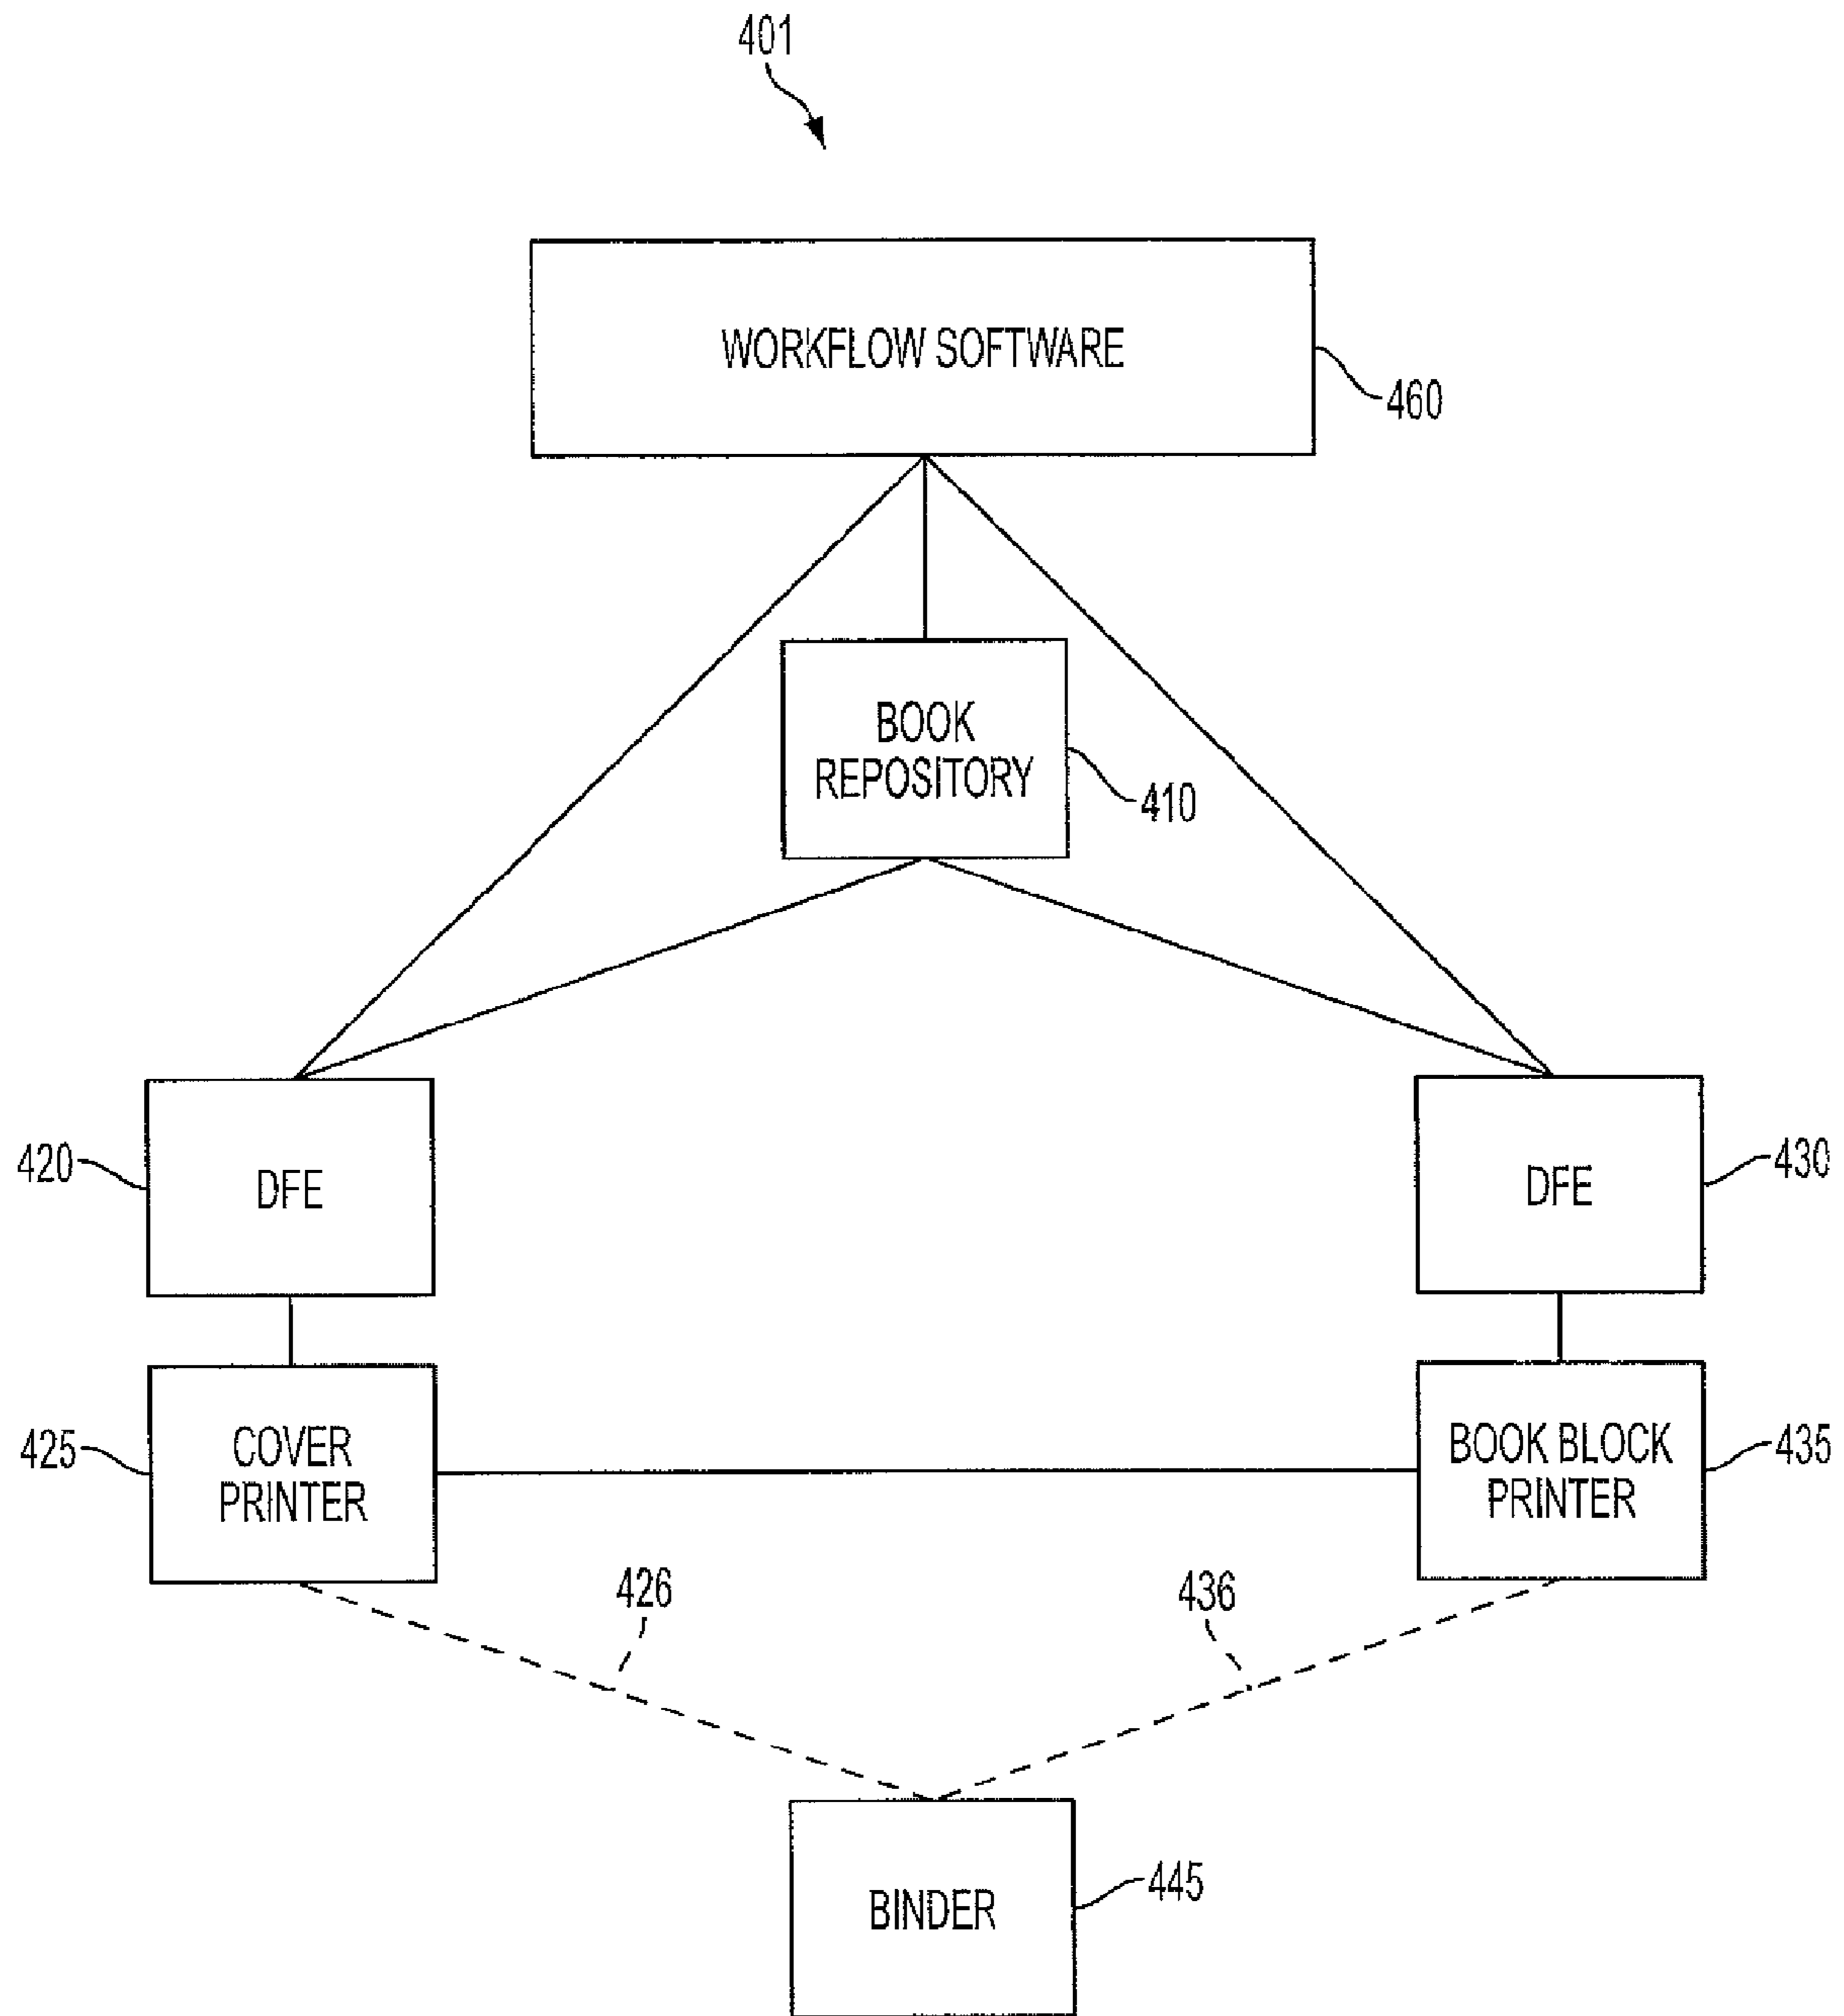 401
WORKFLOW SOFTWARE
460
BOOK
REPOSITORY
410
420
DFE
DFE
430
425
COVER
PRINTER
BOOK BLOCK
PRINTER
435
426
436
BINDER
445